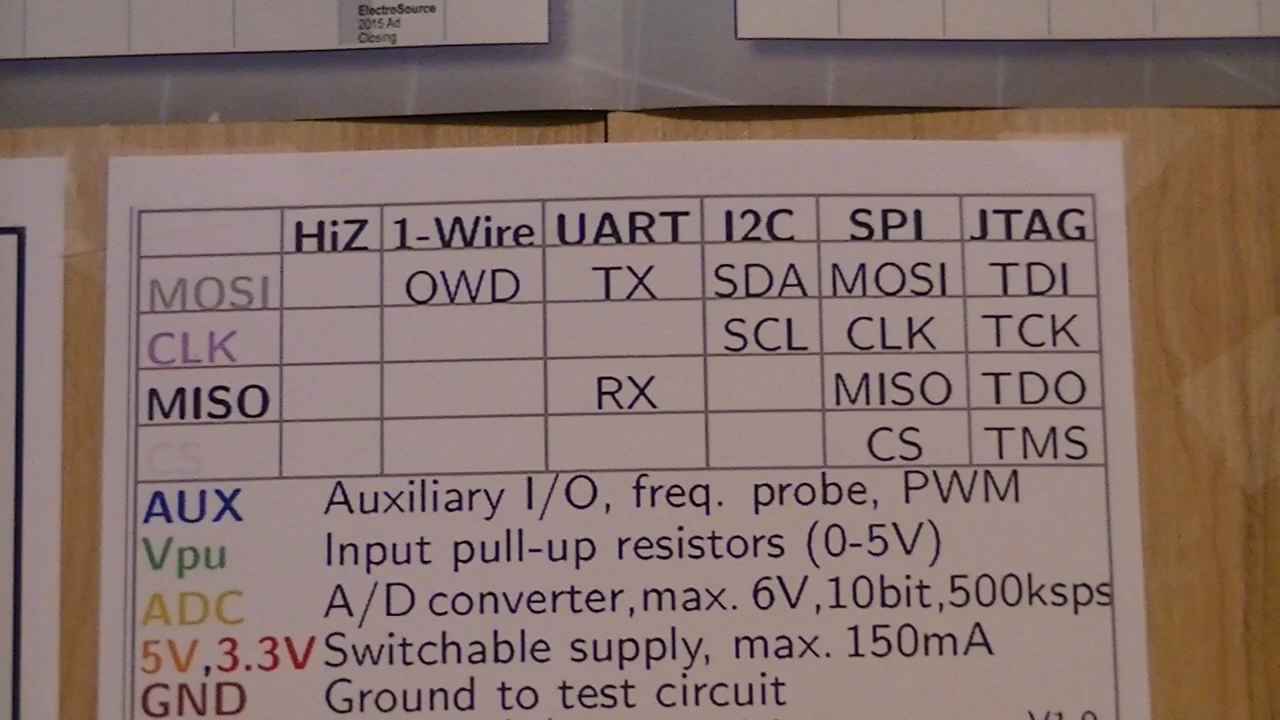 ElectroSource
2015 Ad
Closing
HiZ 1-Wire UART I2C SPI JTAG
MOSI OWD TX SDA MOSI TDI
CLK SCL CLK TCK
MISO RX MISO TDO
CS CS TMS
AUX Auxiliary I/O, freq. probe, PWM
Vpu Input pull-up resistors (0-5V)
ADC A/D converter,max. 6V,10bit,500ksps
5V,3.3V Switchable supply, max. 150mA
GND Ground to test circuit